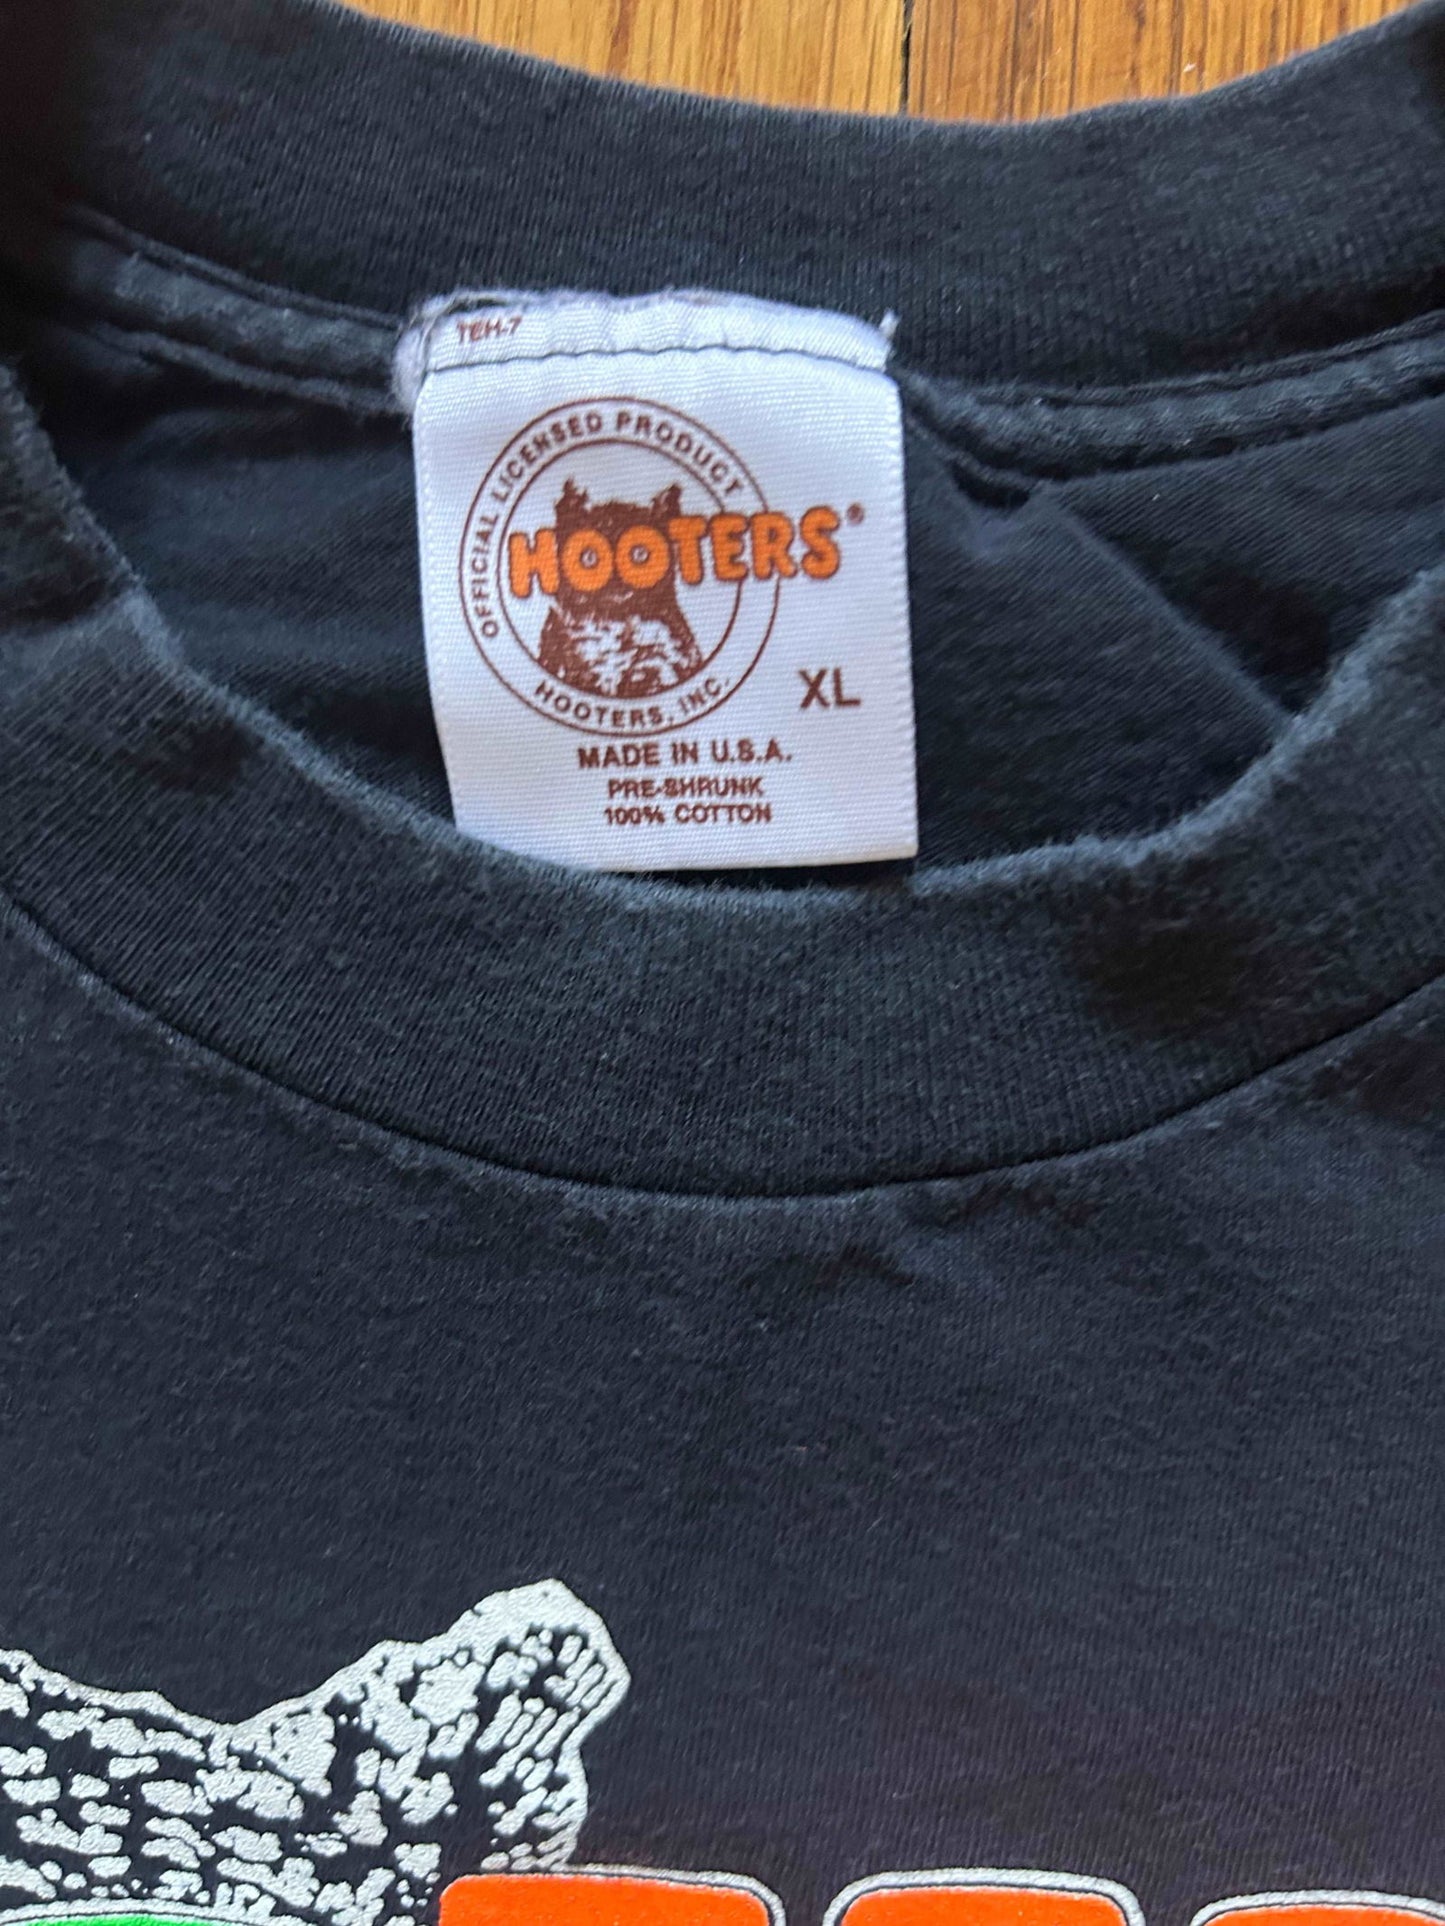 TEH-7
OFFICIAL LICENSED PRODUCT
HOOTERS®
HOOTERS, INC.
XL
MADE IN U.S.A.
PRE-SHRUNK
100% COTTON